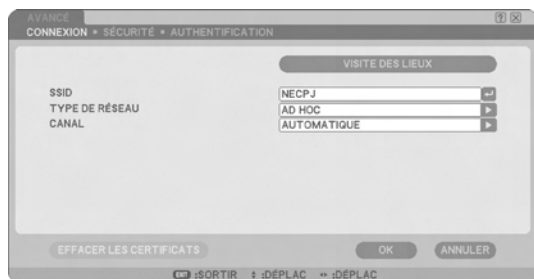 AVANCÉ
CONNEXION • SÉCURITÉ • AUTHENTIFICATION
VISITE DES LIEUX
SSID NECPJ
TYPE DE RÉSEAU AD HOC
CANAL AUTOMATIQUE
EFFACER LES CERTIFICATS OK ANNULER
EXIT :SORTIR ↕ :DÉPLAC ↔ :DÉPLAC